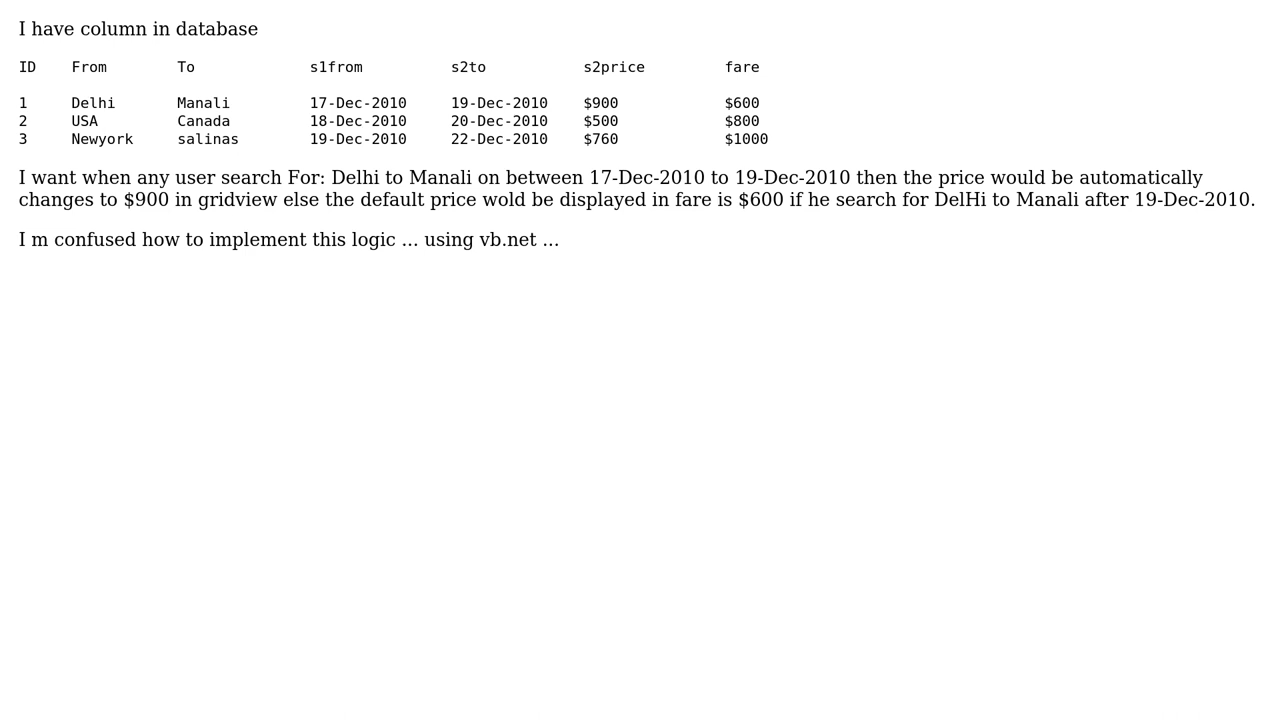 I have column in database
ID    From        To             s1from          s2to           s2price         fare
1     Delhi       Manali         17-Dec-2010     19-Dec-2010    $900            $600
2     USA         Canada         18-Dec-2010     20-Dec-2010    $500            $800
3     Newyork     salinas        19-Dec-2010     22-Dec-2010    $760            $1000
I want when any user search For: Delhi to Manali on between 17-Dec-2010 to 19-Dec-2010 then the price would be automatically
changes to $900 in gridview else the default price wold be displayed in fare is $600 if he search for DelHi to Manali after 19-Dec-2010.
I m confused how to implement this logic ... using vb.net ...